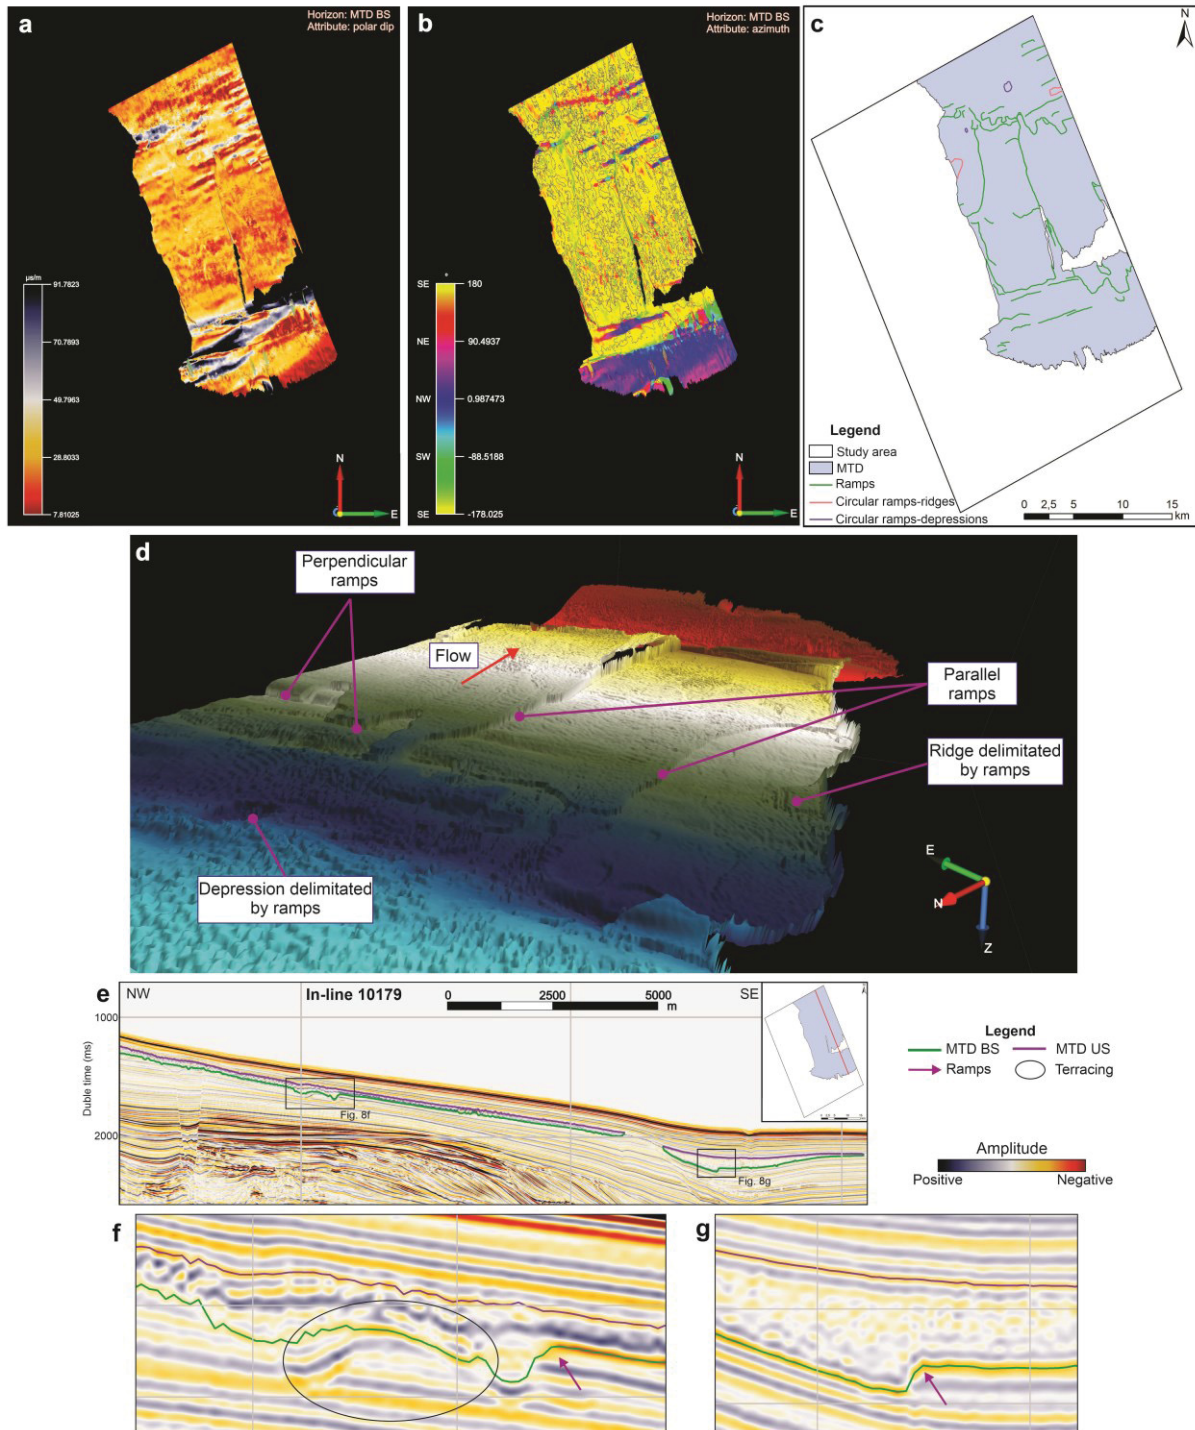 a
Horizon: MTD BS
Attribute: polar dip
µs/m
91.7823
70.7893
49.7963
28.8033
7.81025
N
E
b
Horizon: MTD BS
Attribute: azimuth
°
SE
180
NE
90.4937
NW
0.987473
SW
-88.5188
SE
-178.025
N
E
c
N
Legend
Study area
MTD
Ramps
Circular ramps-ridges
Circular ramps-depressions
0 2,5 5 10 15
km
d
Perpendicular
ramps
Flow
Parallel
ramps
Ridge delimitated
by ramps
Depression delimitated
by ramps
E
N
Z
e
NW
In-line 10179
0 2500 5000
m
SE
1000
2000
Duble time (ms)
Fig. 8f
Fig. 8g
Legend
MTD BS
MTD US
Ramps
Terracing
Amplitude
Positive
Negative
f
g